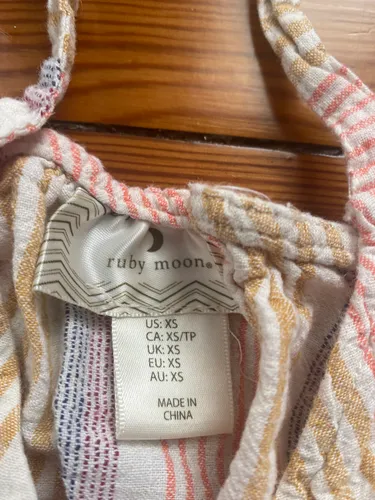 ruby moon®
US: XS
CA: XS/TP
UK: XS
EU: XS
AU: XS
MADE IN
CHINA